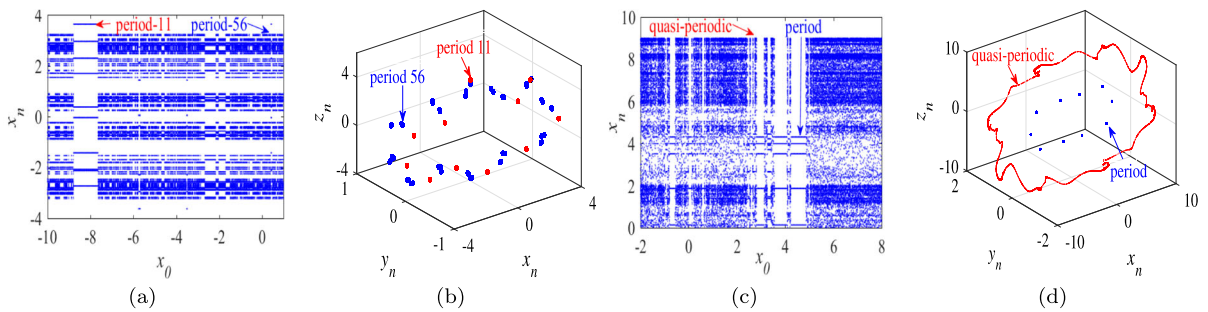 period-11
period-56
4
2
0
-2
-4
-10
-8
-6
-4
-2
0
x_n
x_0
(a)
period 11
period 56
4
0
-4
1
0
-1
-4
0
4
z_n
y_n
x_n
(b)
quasi-periodic
period
10
8
6
4
2
0
-2
0
2
4
6
8
x_n
x_0
(c)
quasi-periodic
period
10
0
-10
2
0
-2
-10
0
10
z_n
y_n
x_n
(d)